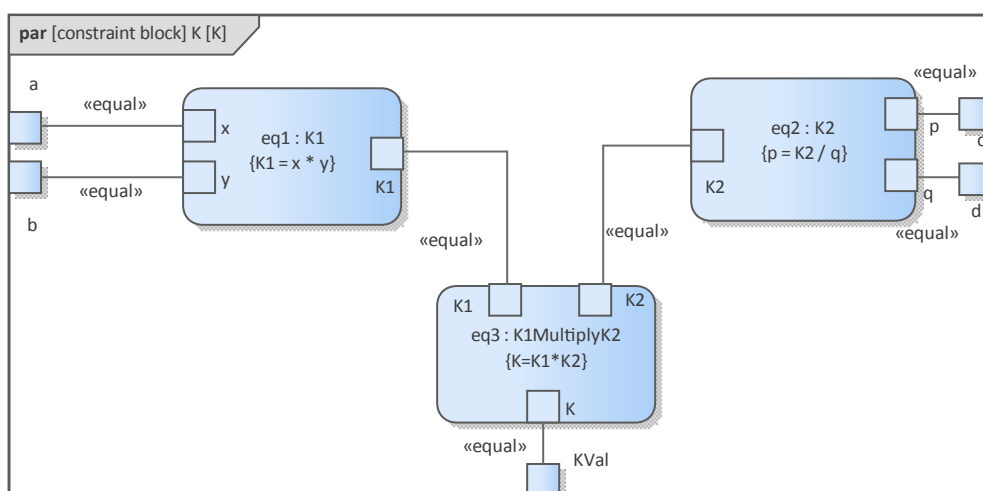 par [constraint block] K [K]
a
«equal»
x
eq1 : K1
{K1 = x * y}
y
K1
«equal»
b
«equal»
«equal»
eq2 : K2
{p = K2 / q}
p
K2
q
d
«equal»
«equal»
K1
K2
eq3 : K1MultiplyK2
{K=K1*K2}
K
«equal»
KVal